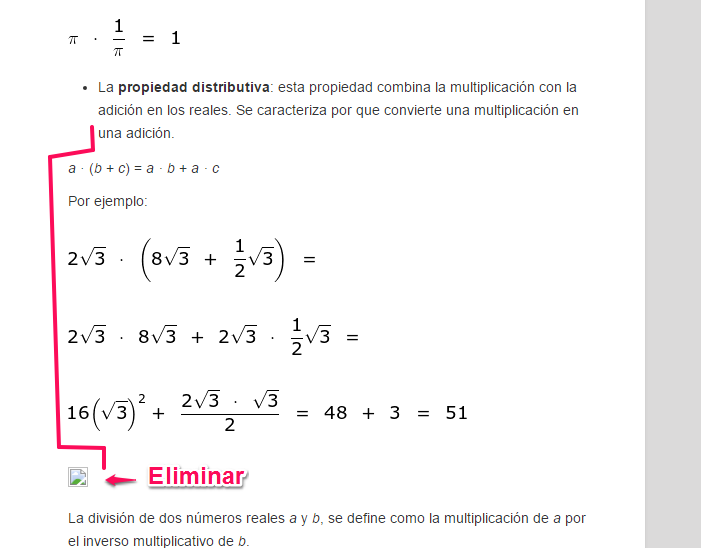 π · 1/π = 1
• La propiedad distributiva: esta propiedad combina la multiplicación con la
adición en los reales. Se caracteriza por que convierte una multiplicación en
una adición.
a · (b + c) = a · b + a · c
Por ejemplo:
2√3 · (8√3 + 1/2√3) =
2√3 · 8√3 + 2√3 · 1/2√3 =
16(√3)² + 2√3 · √3/2 = 48 + 3 = 51
Eliminar
La división de dos números reales a y b, se define como la multiplicación de a por
el inverso multiplicativo de b.